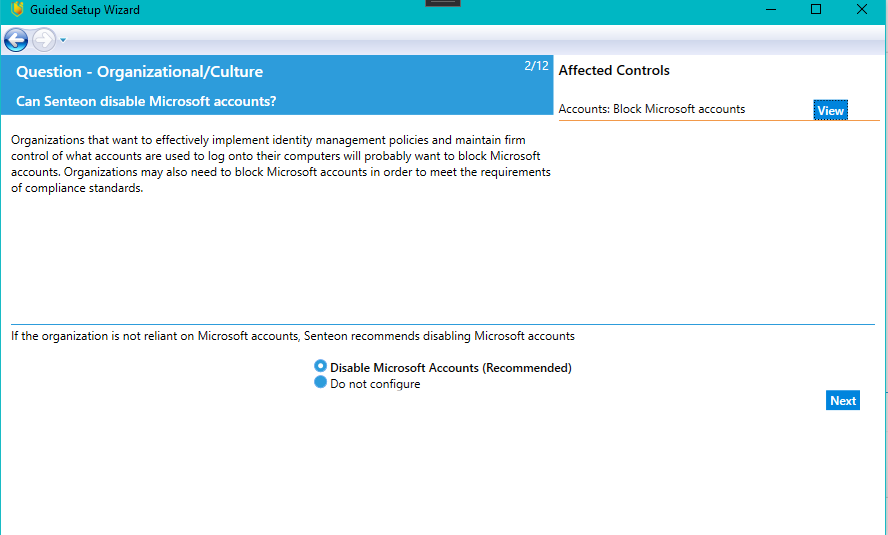 Guided Setup Wizard
Question - Organizational/Culture
2/12
Can Senteon disable Microsoft accounts?
Affected Controls
Accounts: Block Microsoft accounts
View
Organizations that want to effectively implement identity management policies and maintain firm
control of what accounts are used to log onto their computers will probably want to block Microsoft
accounts. Organizations may also need to block Microsoft accounts in order to meet the requirements
of compliance standards.
If the organization is not reliant on Microsoft accounts, Senteon recommends disabling Microsoft accounts
Disable Microsoft Accounts (Recommended)
Do not configure
Next